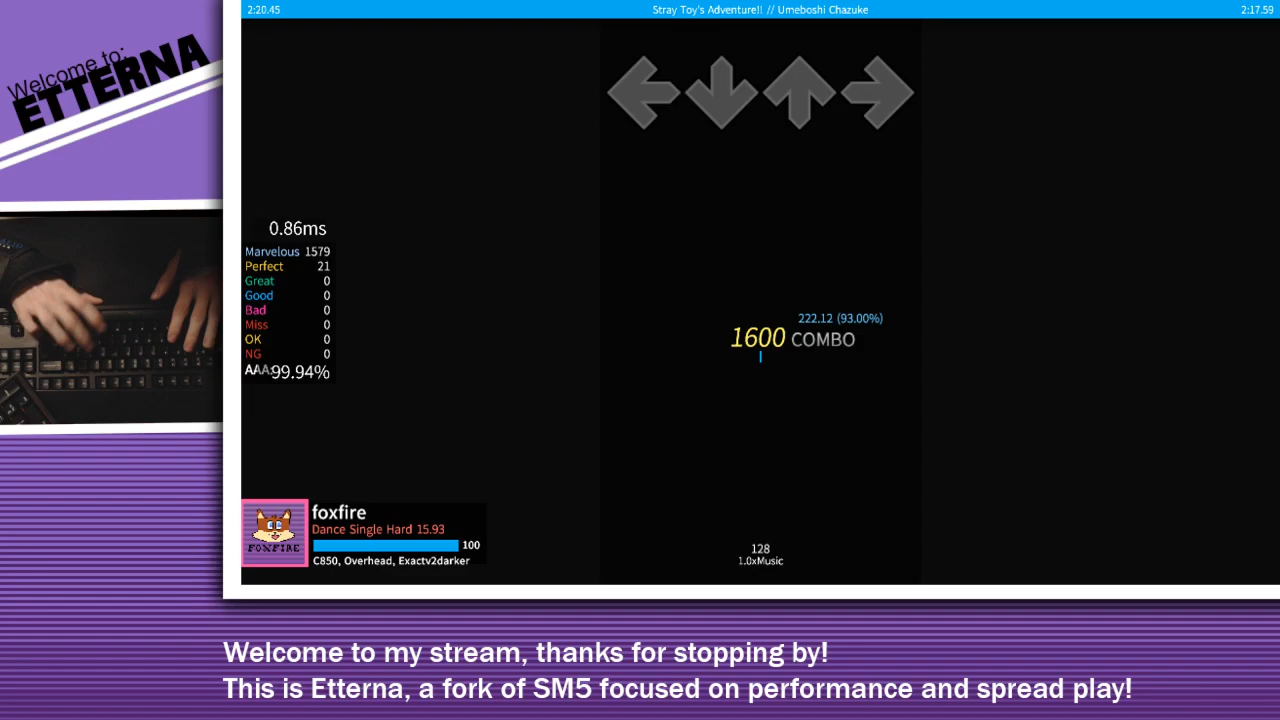 2:20.45 Stray Toy's Adventure!! // Umeboshi Chazuke 2:17.59
Welcome to:
ETTERNA
0.86ms
Marvelous 1579
Perfect 21
Great 0
Good 0
Bad 0
Miss 0
OK 0
NG 0
AAA: 99.94%
222.12 (93.00%)
1600 COMBO
foxfire
Dance Single Hard 15.93
100
C850, Overhead, Exactv2darker
FOXFIRE
128
1.0xMusic
Welcome to my stream, thanks for stopping by!
This is Etterna, a fork of SM5 focused on performance and spread play!